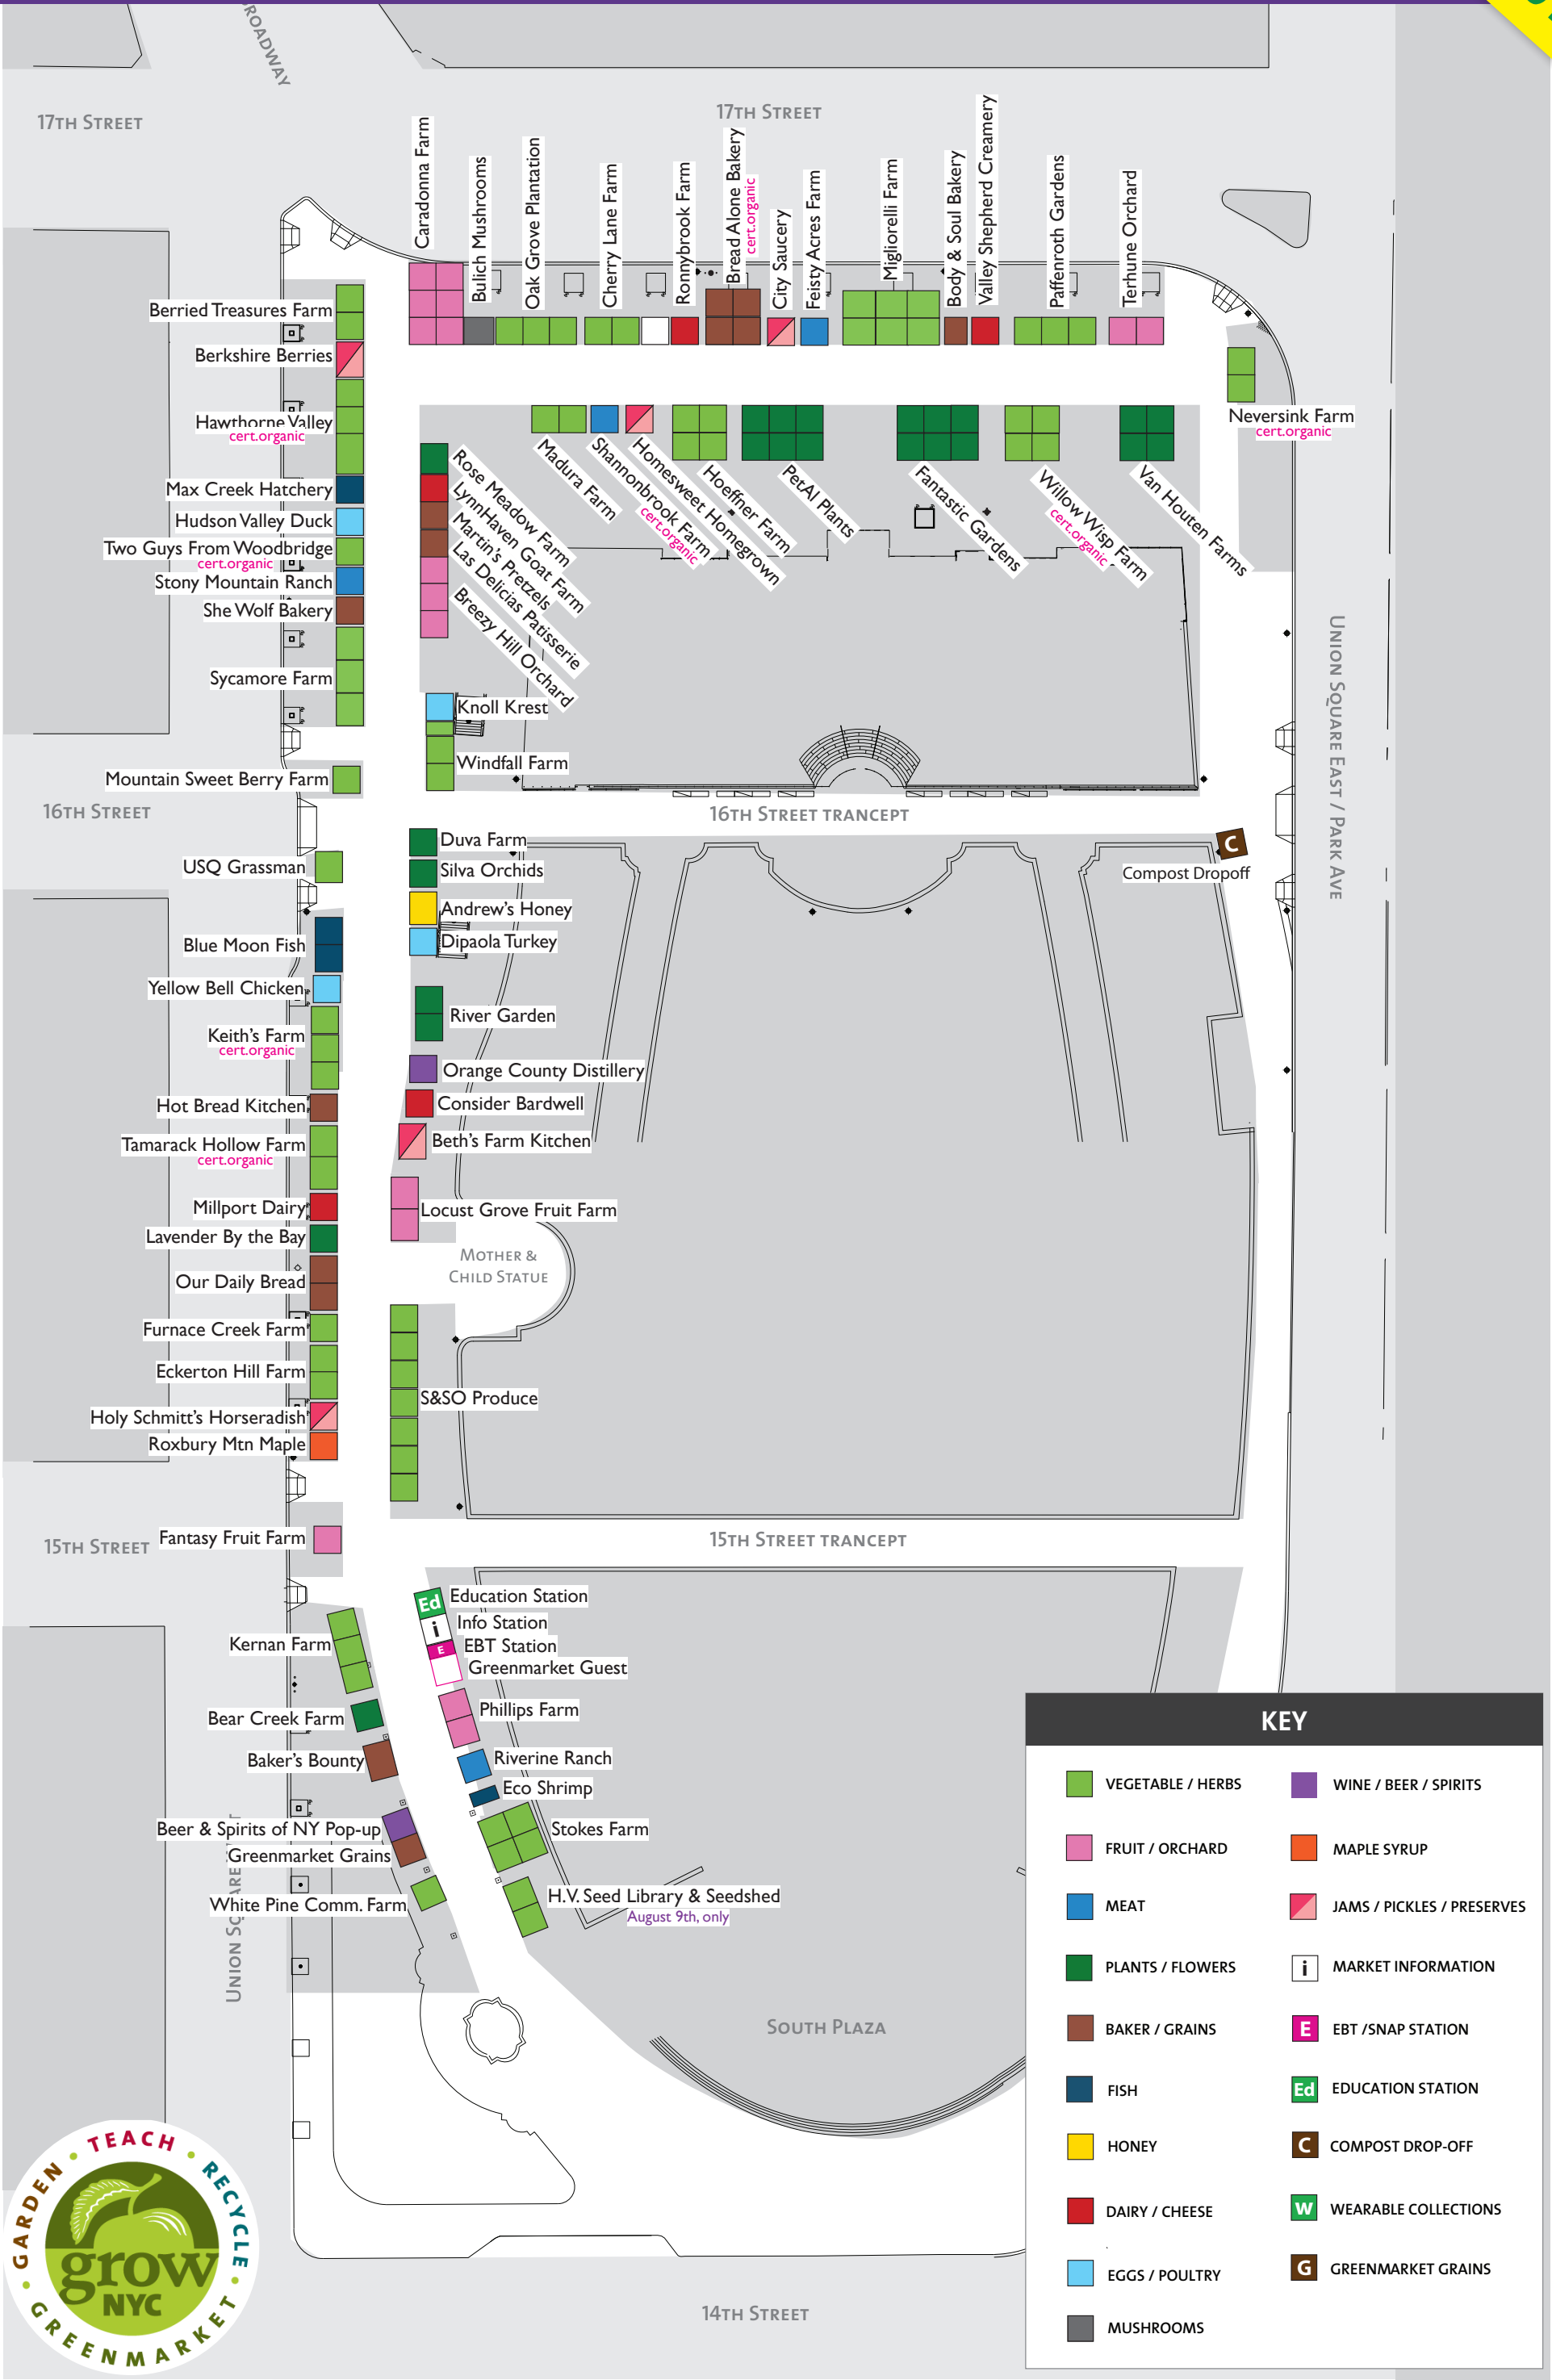 ROADWAY
17TH STREET
17TH STREET
Caradonna Farm
Bulich Mushrooms
Oak Grove Plantation
Cherry Lane Farm
Ronnybrook Farm
Bread Alone Bakery
cert.organic
City Saucery
Feisty Acres Farm
Migliorelli Farm
Body & Soul Bakery
Valley Shepherd Creamery
Paffenroth Gardens
Terhune Orchard
Neversink Farm
cert.organic
Berried Treasures Farm
Berkshire Berries
Hawthorne Valley
cert.organic
Max Creek Hatchery
Hudson Valley Duck
Two Guys From Woodbridge
cert.organic
Stony Mountain Ranch
She Wolf Bakery
Sycamore Farm
Mountain Sweet Berry Farm
Rose Meadow Farm
LynnHaven Goat Farm
Martin's Pretzels
Las Delicias Patisserie
Breezy Hill Orchard
Madura Farm
Shannonbrook Farm
cert.organic
Homesweet Homegrown
Hoeffner Farm
PetAl Plants
Fantastic Gardens
Willow Wisp Farm
cert.organic
Van Houten Farms
Knoll Krest
Windfall Farm
UNION SQUARE EAST / PARK AVE
16TH STREET
16TH STREET TRANCEPT
C
Compost Dropoff
USQ Grassman
Blue Moon Fish
Yellow Bell Chicken
Keith's Farm
cert.organic
Hot Bread Kitchen
Tamarack Hollow Farm
cert.organic
Millport Dairy
Lavender By the Bay
Our Daily Bread
Furnace Creek Farm
Eckerton Hill Farm
Holy Schmitt's Horseradish
Roxbury Mtn Maple
Duva Farm
Silva Orchids
Andrew's Honey
Dipaola Turkey
River Garden
Orange County Distillery
Consider Bardwell
Beth's Farm Kitchen
Locust Grove Fruit Farm
MOTHER &
CHILD STATUE
S&SO Produce
15TH STREET
Fantasy Fruit Farm
15TH STREET TRANCEPT
Ed
Education Station
i
Info Station
E
EBT Station
Greenmarket Guest
Phillips Farm
Riverine Ranch
Eco Shrimp
Stokes Farm
H.V. Seed Library & Seedshed
August 9th, only
Kernan Farm
Bear Creek Farm
Baker's Bounty
Beer & Spirits of NY Pop-up
Greenmarket Grains
White Pine Comm. Farm
SOUTH PLAZA
14TH STREET
KEY
VEGETABLE / HERBS
FRUIT / ORCHARD
MEAT
PLANTS / FLOWERS
BAKER / GRAINS
FISH
HONEY
DAIRY / CHEESE
EGGS / POULTRY
MUSHROOMS
WINE / BEER / SPIRITS
MAPLE SYRUP
JAMS / PICKLES / PRESERVES
i MARKET INFORMATION
E EBT /SNAP STATION
Ed EDUCATION STATION
C COMPOST DROP-OFF
W WEARABLE COLLECTIONS
G GREENMARKET GRAINS
GARDEN • TEACH • RECYCLE • GREENMARKET •
grow
NYC